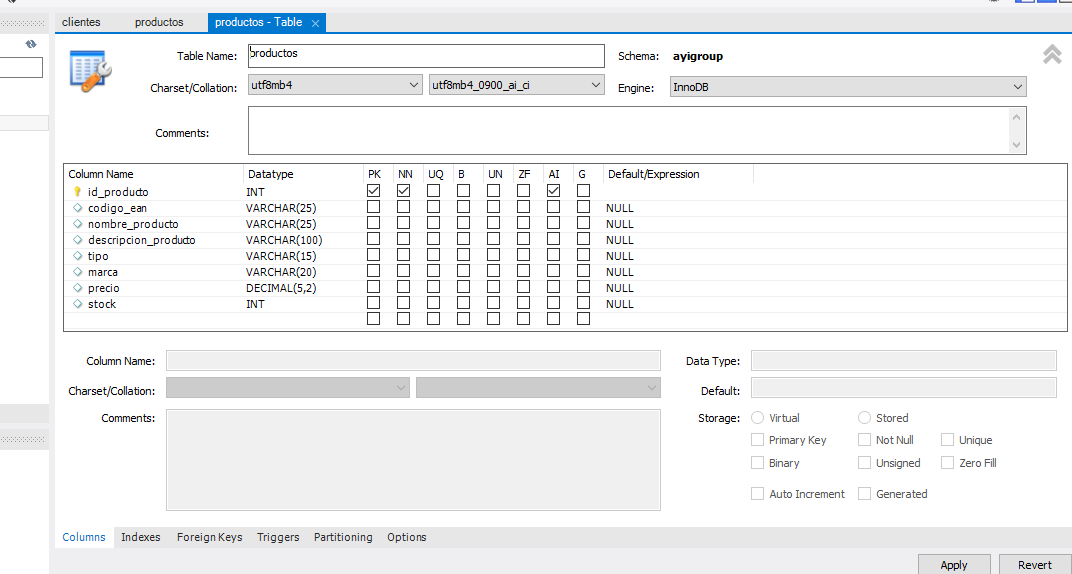 clientes productos productos - Table ×
Table Name: productos Schema: ayigroup
Charset/Collation: utf8mb4 utf8mb4_0900_ai_ci Engine: InnoDB
Comments:
Column Name Datatype PK NN UQ B UN ZF AI G Default/Expression
id_producto INT
codigo_ean VARCHAR(25) NULL
nombre_producto VARCHAR(25) NULL
descripcion_producto VARCHAR(100) NULL
tipo VARCHAR(15) NULL
marca VARCHAR(20) NULL
precio DECIMAL(5,2) NULL
stock INT NULL
Column Name: Data Type:
Charset/Collation: Default:
Comments: Storage: Virtual Stored
Primary Key Not Null Unique
Binary Unsigned Zero Fill
Auto Increment Generated
Columns Indexes Foreign Keys Triggers Partitioning Options
Apply Revert